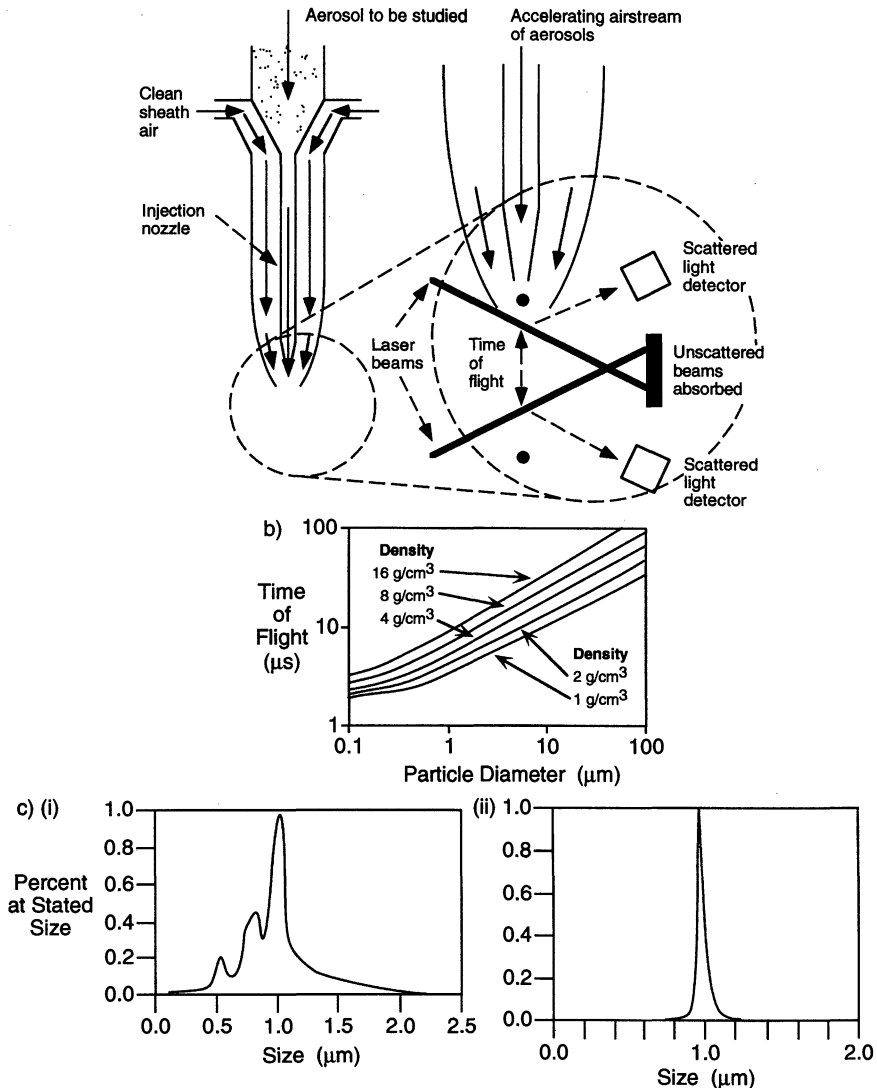 Aerosol to be studied
Accelerating airstream
of aerosols
Clean
sheath
air
Injection
nozzle
Laser
beams
Time
of
flight
Scattered
light
detector
Unscattered
beams
absorbed
Scattered
light
detector
b)
100
10
1
Time
of
Flight
(μs)
Density
16 g/cm³
8 g/cm³
4 g/cm³
Density
2 g/cm³
1 g/cm³
0.1 1 10 100
Particle Diameter (μm)
c) (i)
1.0
0.8
0.6
0.4
0.2
0.0
Percent
at Stated
Size
0.0 0.5 1.0 1.5 2.0 2.5
Size (μm)
(ii)
1.0
0.8
0.6
0.4
0.2
0.0
0.0 1.0 2.0
Size (μm)